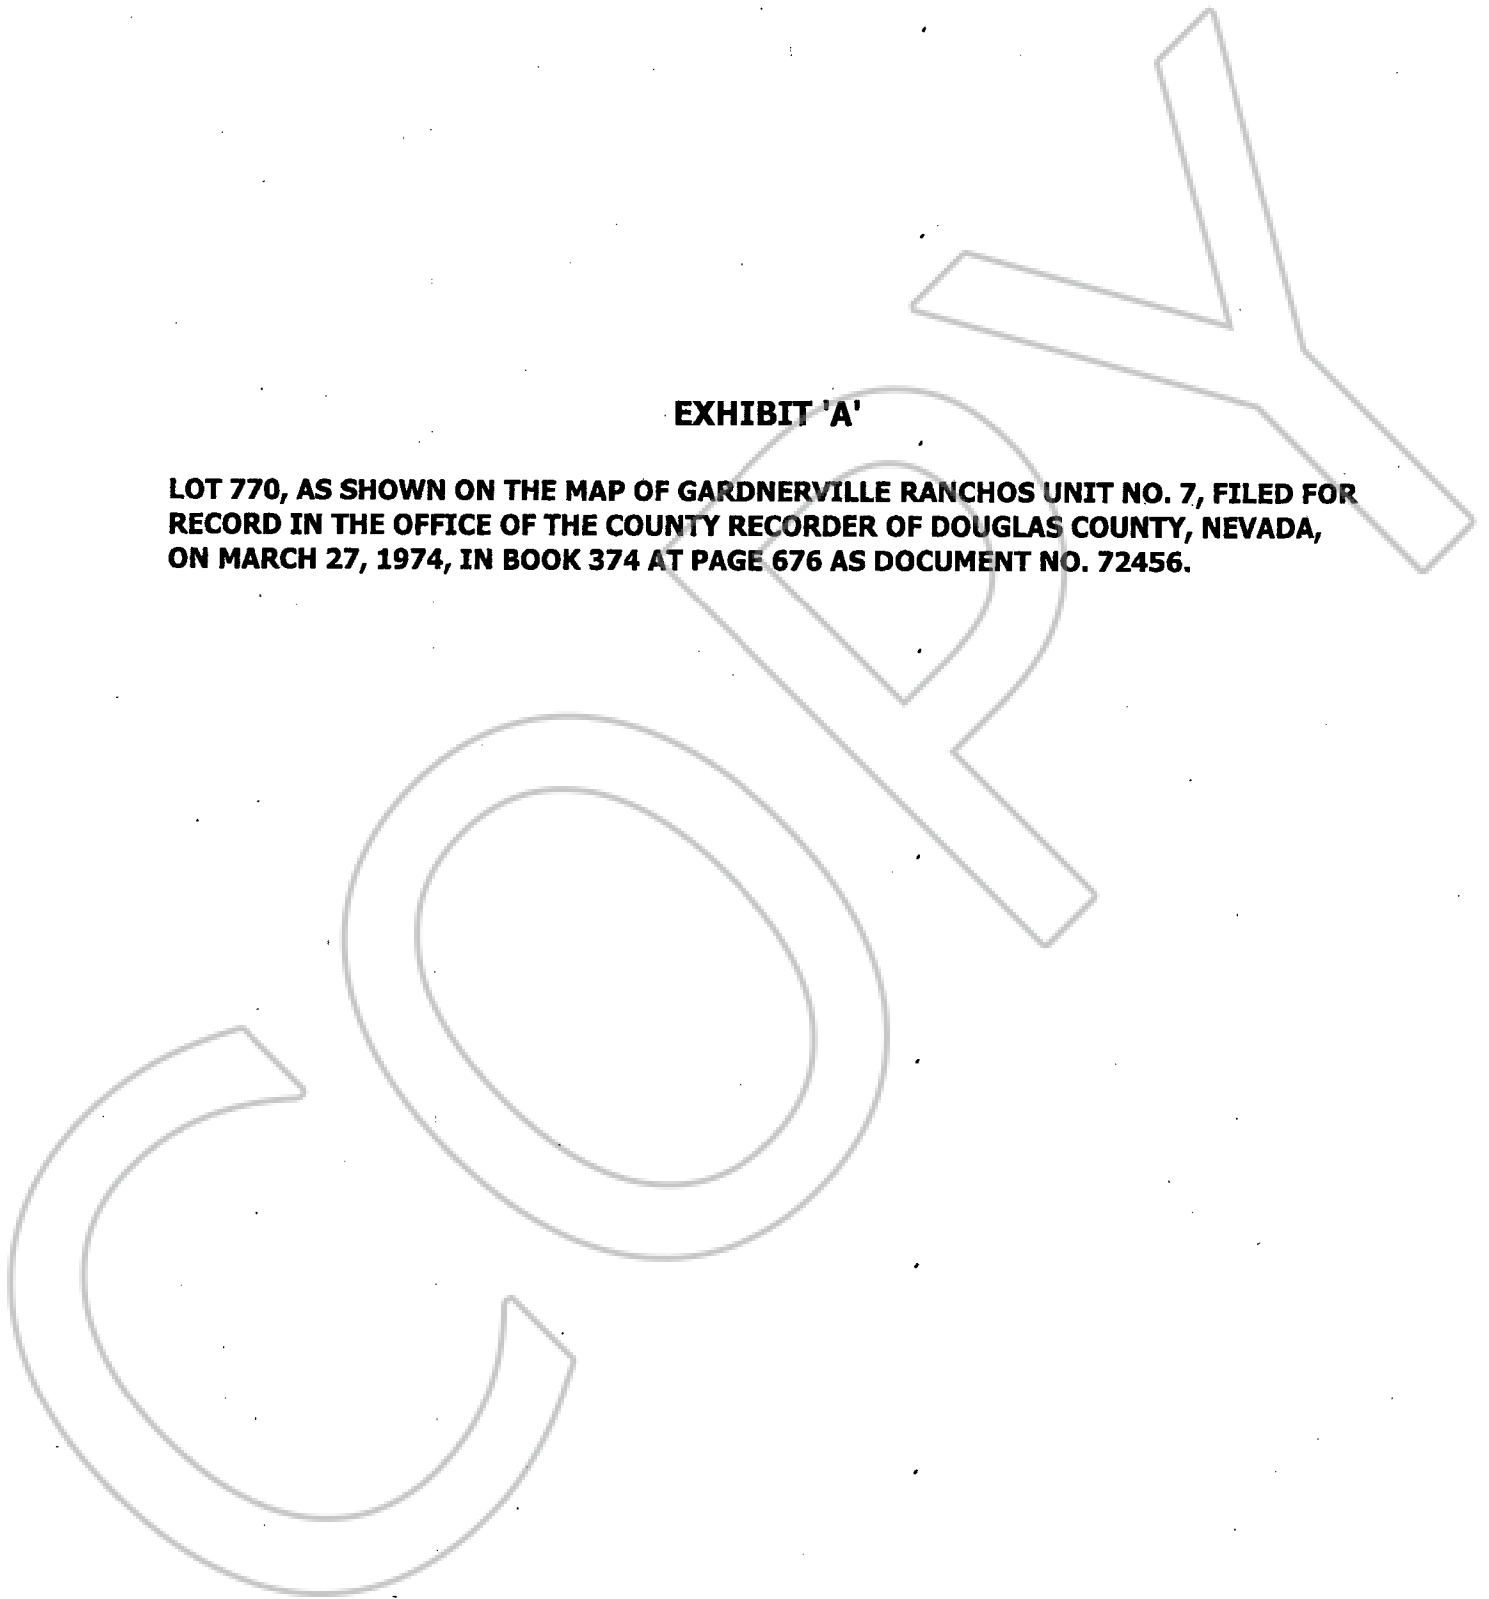 EXHIBIT 'A'
LOT 770, AS SHOWN ON THE MAP OF GARDNERVILLE RANCHOS UNIT NO. 7, FILED FOR
RECORD IN THE OFFICE OF THE COUNTY RECORDER OF DOUGLAS COUNTY, NEVADA,
ON MARCH 27, 1974, IN BOOK 374 AT PAGE 676 AS DOCUMENT NO. 72456.
COPY